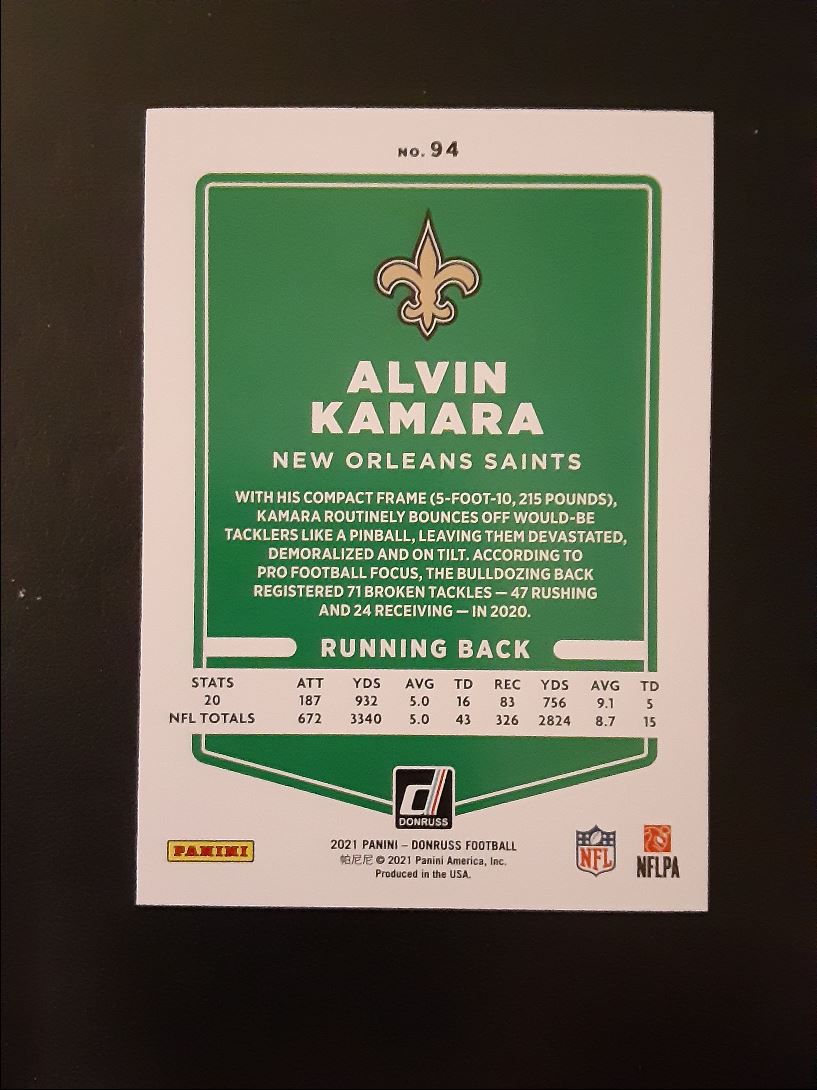 NO. 94
ALVIN
KAMARA
NEW ORLEANS SAINTS
WITH HIS COMPACT FRAME (5-FOOT-10, 215 POUNDS),
KAMARA ROUTINELY BOUNCES OFF WOULD-BE
TACKLERS LIKE A PINBALL, LEAVING THEM DEVASTATED,
DEMORALIZED AND ON TILT. ACCORDING TO
PRO FOOTBALL FOCUS, THE BULLDOZING BACK
REGISTERED 71 BROKEN TACKLES — 47 RUSHING
AND 24 RECEIVING — IN 2020.
RUNNING BACK
STATS ATT YDS AVG TD REC YDS AVG TD
20 187 932 5.0 16 83 756 9.1 5
NFL TOTALS 672 3340 5.0 43 326 2824 8.7 15
d
DONRUSS
PANINI
2021 PANINI – DONRUSS FOOTBALL
帕尼尼 © 2021 Panini America, Inc.
Produced in the USA.
NFL
NFLPA